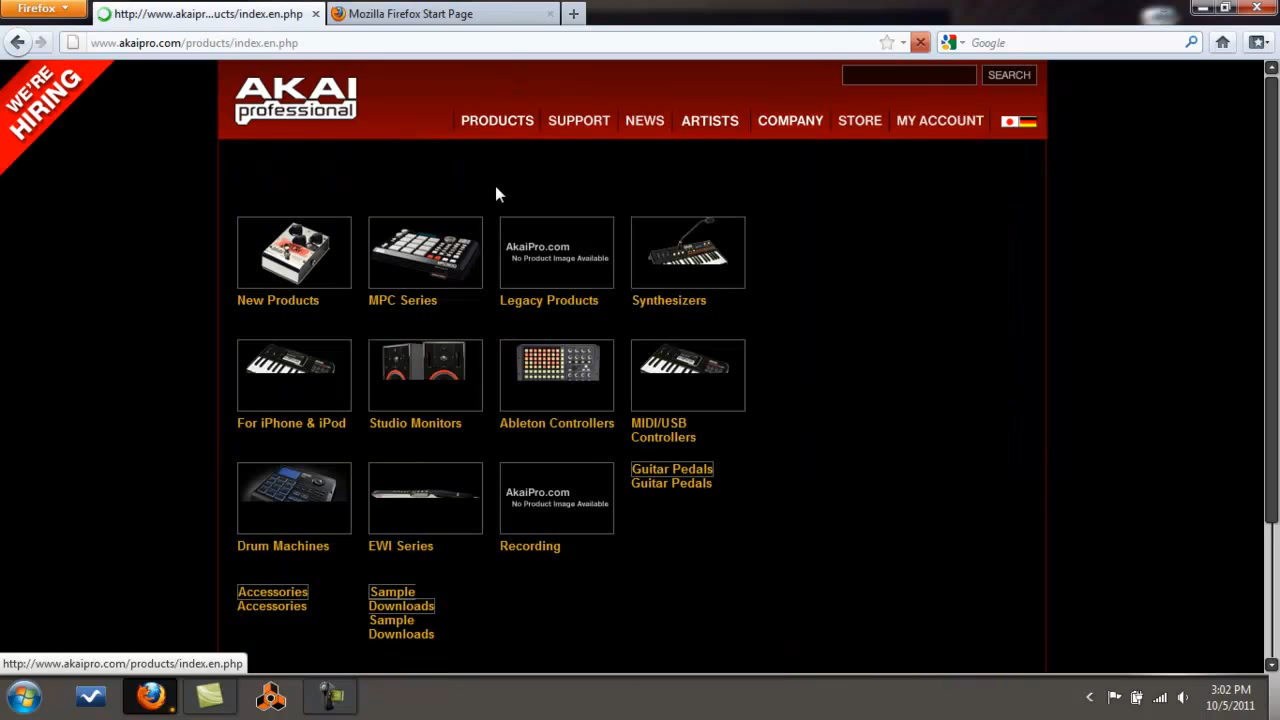 Firefox
http://www.akaipr...ucts/index.en.php
Mozilla Firefox Start Page
www.akaipro.com/products/index.en.php
Google
WE'RE
HIRING
AKAI
professional
SEARCH
PRODUCTS SUPPORT NEWS ARTISTS COMPANY STORE MY ACCOUNT
AkaiPro.com
No Product Image Available
New Products MPC Series Legacy Products Synthesizers
For iPhone & iPod Studio Monitors Ableton Controllers MIDI/USB
Controllers
Guitar Pedals
Guitar Pedals
AkaiPro.com
No Product Image Available
Drum Machines EWI Series Recording
Accessories
Accessories
Sample
Downloads
Sample
Downloads
http://www.akaipro.com/products/index.en.php
3:02 PM
10/5/2011